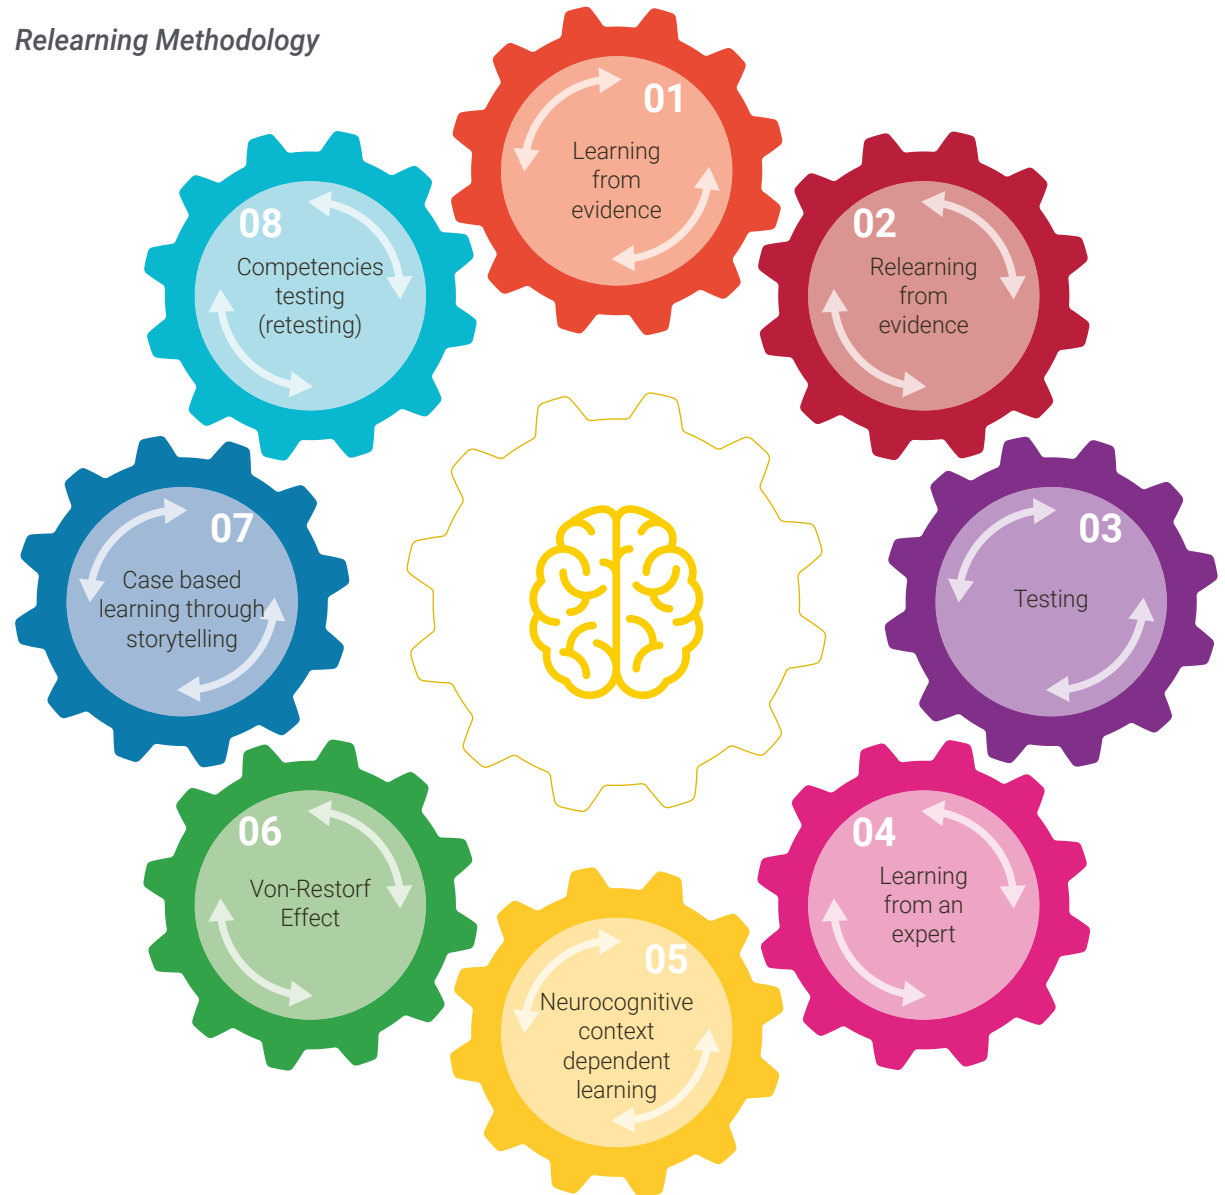 Relearning Methodology
01
Learning
from
evidence
02
Relearning
from
evidence
03
Testing
04
Learning
from an
expert
05
Neurocognitive
context
dependent
learning
06
Von-Restorf
Effect
07
Case based
learning through
storytelling
08
Competencies
testing
(retesting)